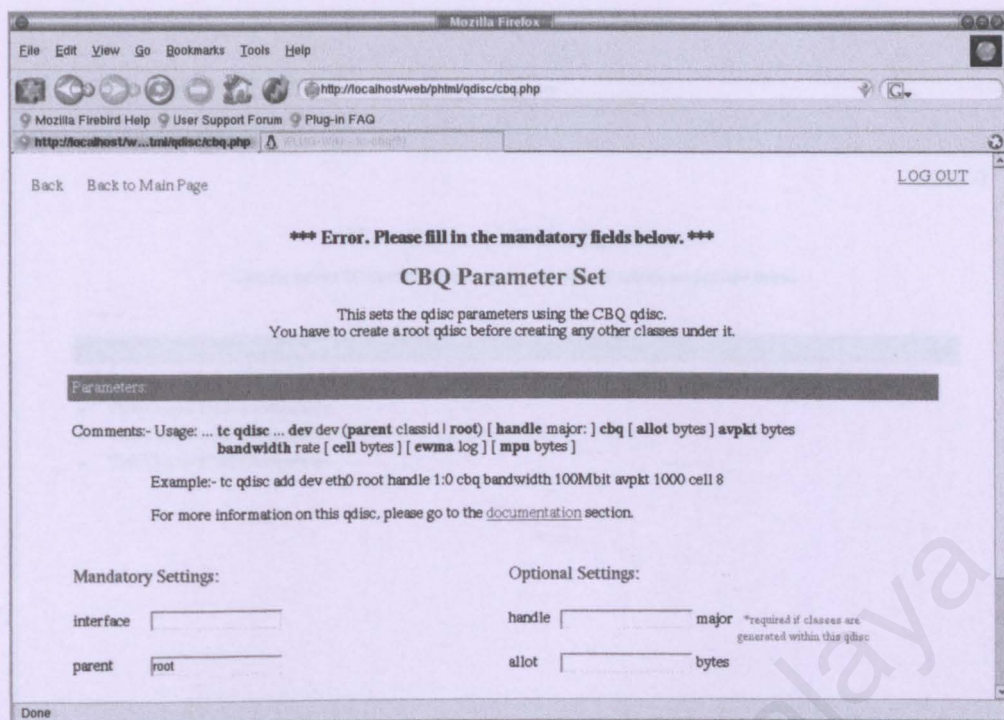 Mozilla Firefox
File Edit View Go Bookmarks Tools Help
http://localhost/web/phtml/qdisc/cbq.php
G
Mozilla Firebird Help User Support Forum Plug-in FAQ
http://localhost/w...tml/qdisc/cbq.php
Back Back to Main Page
LOG OUT
*** Error. Please fill in the mandatory fields below. ***
CBQ Parameter Set
This sets the qdisc parameters using the CBQ qdisc.
You have to create a root qdisc before creating any other classes under it.
Parameters:
Comments:- Usage: ... tc qdisc ... dev dev (parent classid | root) [ handle major: ] cbq [ allot bytes ] avpkt bytes
bandwidth rate [ cell bytes ] [ ewma log ] [ mpu bytes ]
Example:- tc qdisc add dev eth0 root handle 1:0 cbq bandwidth 100Mbit avpkt 1000 cell 8
For more information on this qdisc, please go to the documentation section.
Mandatory Settings:
interface
parent root
Optional Settings:
handle major *required if classes are
generated within this qdisc
allot bytes
Done